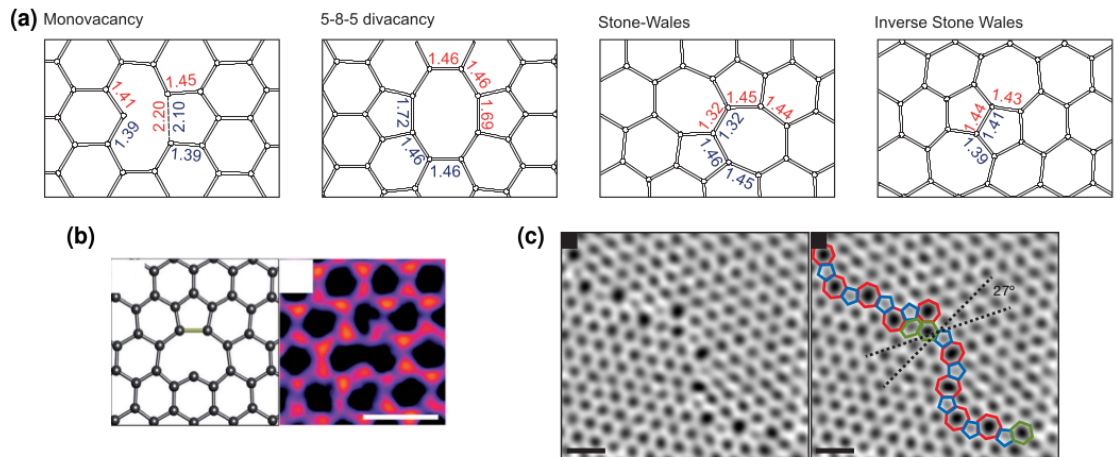 (a) Monovacancy 5-8-5 divacancy Stone-Wales Inverse Stone Wales
1.41 1.45 2.20 2.10 1.39 1.39
1.46 1.46 1.69 1.72 1.46 1.46
1.32 1.45 1.44 1.32 1.46 1.45
1.43 1.44 1.41 1.39
(b)
(c)
27°